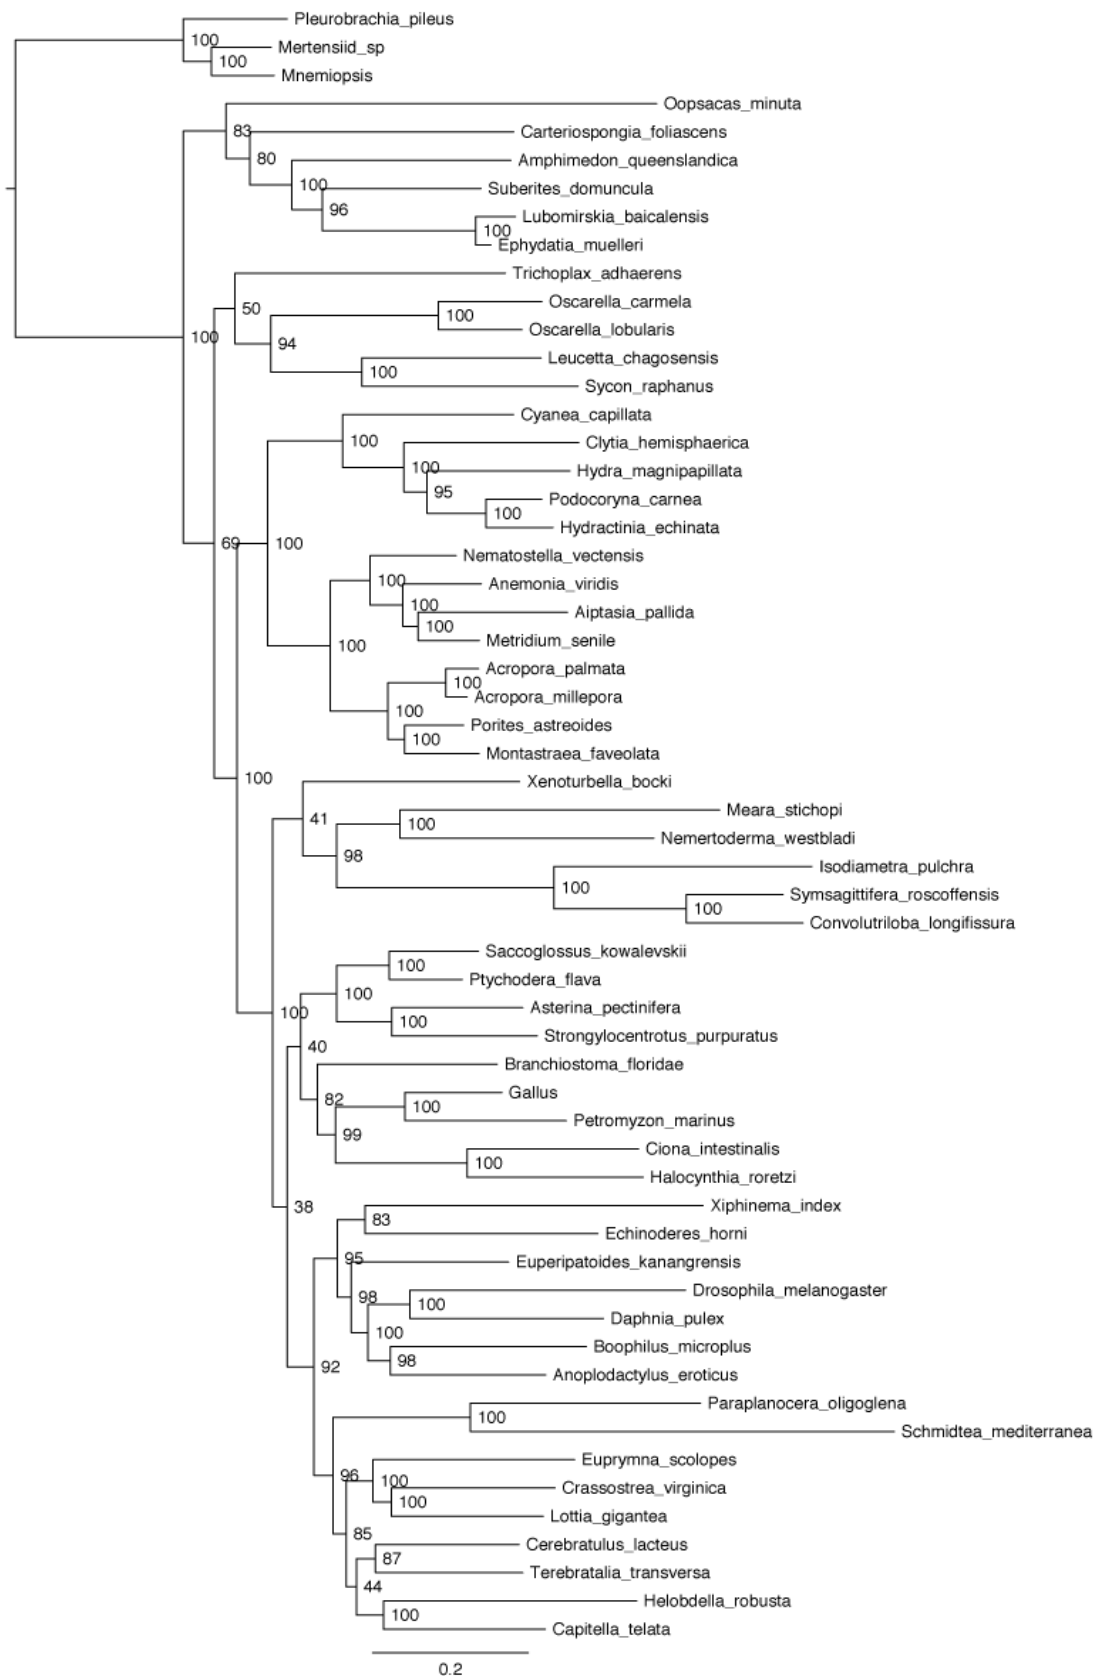 Pleurobrachia_pileus
100
Mertensiid_sp
100
Mnemiopsis
Oopsacas_minuta
83
Carteriospongia_foliascens
80
Amphimedon_queenslandica
100
Suberites_domuncula
96
Lubomirskia_baicalensis
100
Ephydatia_muelleri
Trichoplax_adhaerens
50
Oscarella_carmela
100
Oscarella_lobularis
100
94
Leucetta_chagosensis
100
Sycon_raphanus
Cyanea_capillata
100
Clytia_hemisphaerica
100
Hydra_magnipapillata
95
Podocoryna_carnea
100
Hydractinia_echinata
69
100
Nematostella_vectensis
100
Anemonia_viridis
100
Aiptasia_pallida
100
Metridium_senile
100
Acropora_palmata
100
Acropora_millepora
100
Porites_astreoides
100
Montastraea_faveolata
100
Xenoturbella_bocki
41
Meara_stichopi
100
Nemertoderma_westbladi
98
Isodiametra_pulchra
100
Symsagittifera_roscoffensis
100
Convolutriloba_longifissura
Saccoglossus_kowalevskii
100
Ptychodera_flava
100
Asterina_pectinifera
100
100
Strongylocentrotus_purpuratus
40
Branchiostoma_floridae
Gallus
82
100
Petromyzon_marinus
99
Ciona_intestinalis
100
Halocynthia_roretzi
38
Xiphinema_index
83
Echinoderes_horni
95
Euperipatoides_kanangrensis
Drosophila_melanogaster
98
100
Daphnia_pulex
100
Boophilus_microplus
98
92
Anoplodactylus_eroticus
Paraplanocera_oligoglena
100
Schmidtea_mediterranea
Euprymna_scolopes
96
100
Crassostrea_virginica
100
Lottia_gigantea
85
Cerebratulus_lacteus
87
Terebratalia_transversa
44
Helobdella_robusta
100
Capitella_telata
0.2